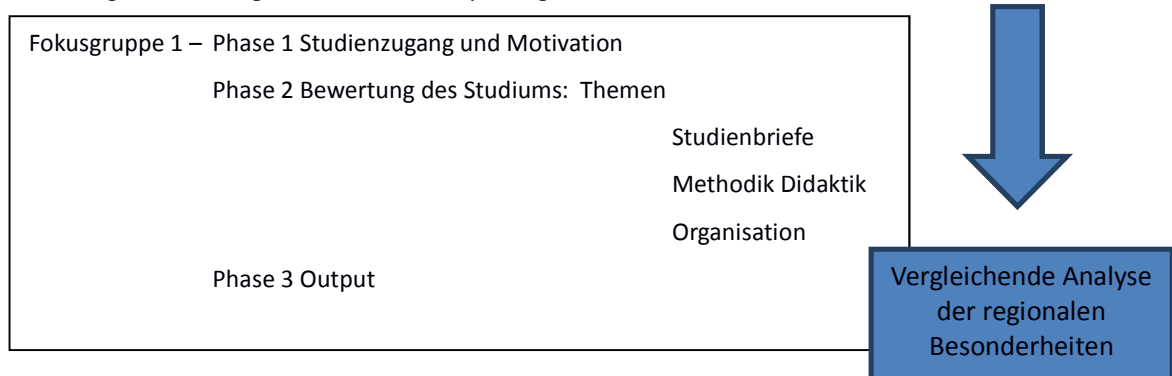 Fokusgruppe 1 – Phase 1 Studienzugang und Motivation
Phase 2 Bewertung des Studiums: Themen
Studienbriefe
Methodik Didaktik
Organisation
Phase 3 Output
Vergleichende Analyse
der regionalen
Besonderheiten